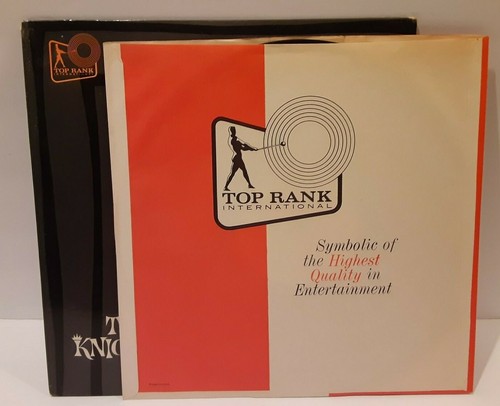 TOP RANK
TOP RANK
INTERNATIONAL
Symbolic of
the Highest
Quality in
Entertainment